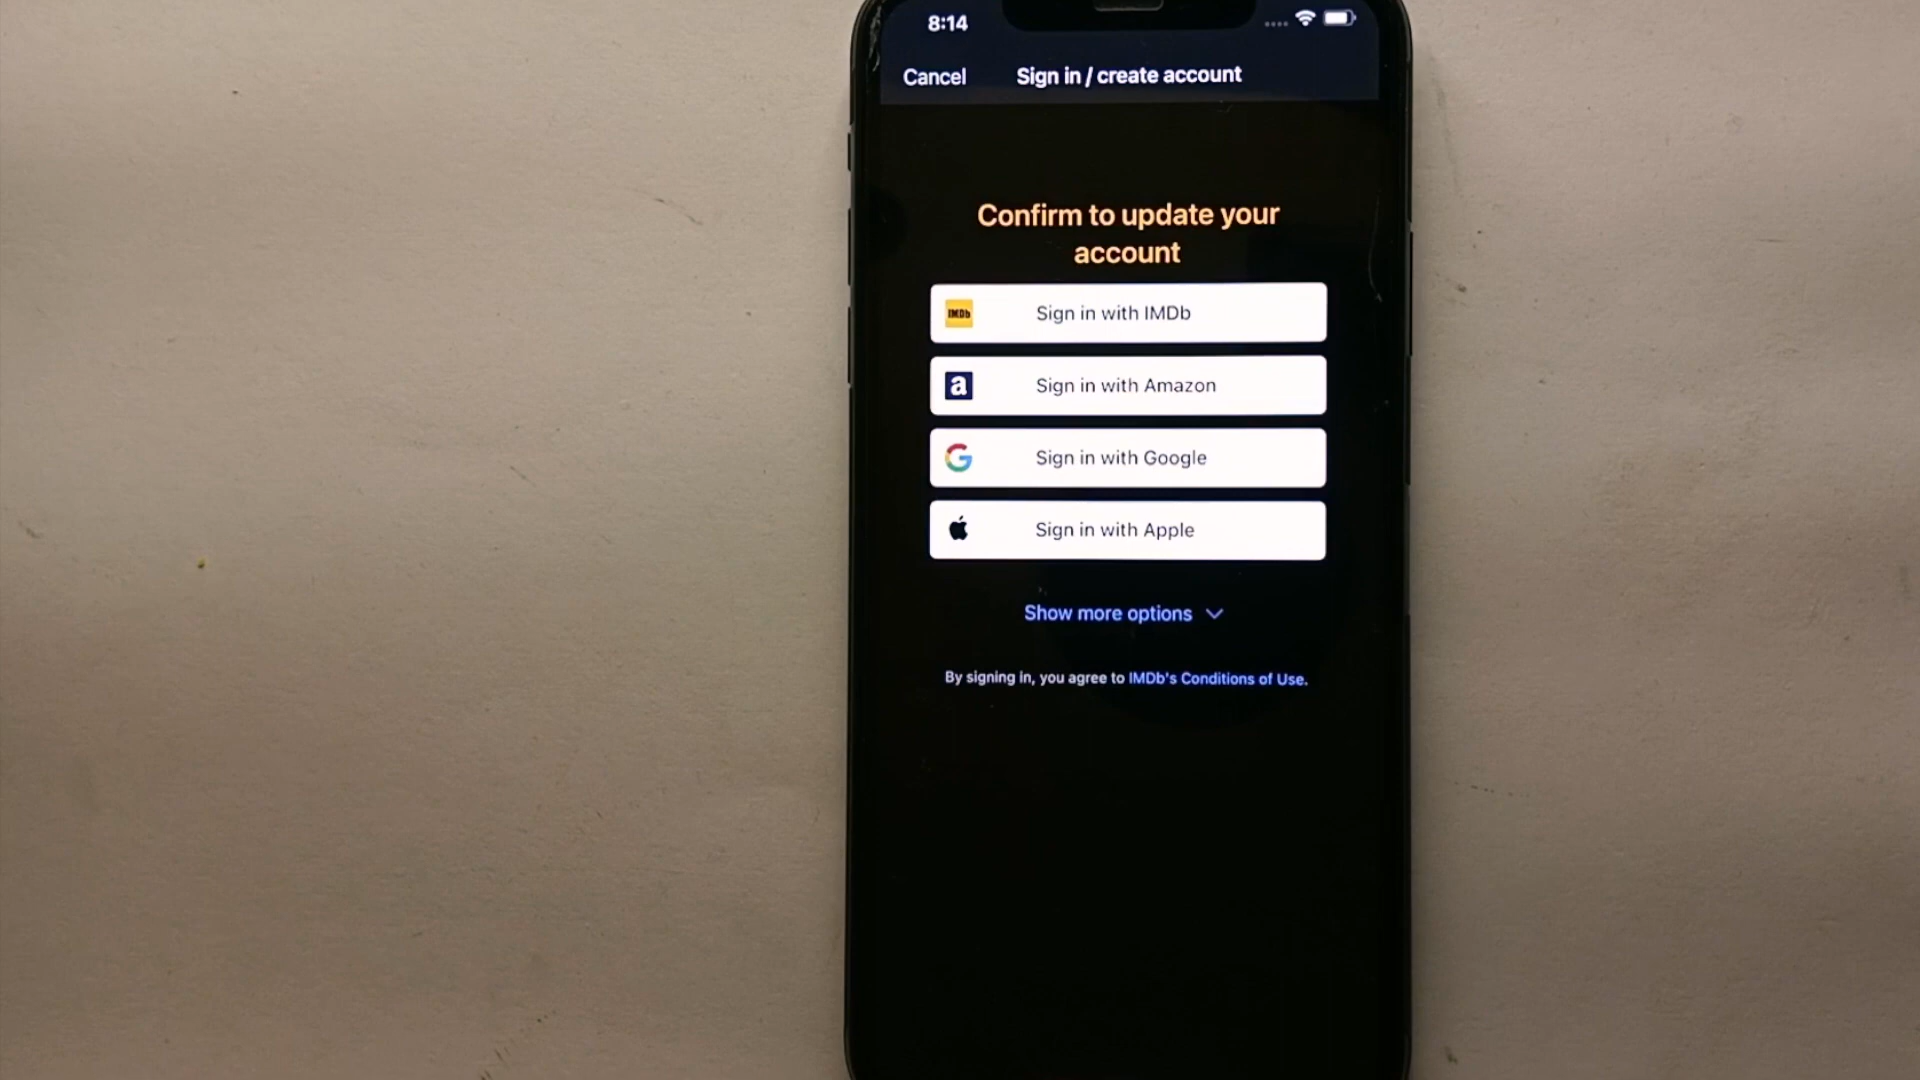 8:14
Cancel Sign in / create account
Confirm to update your
account
IMDb Sign in with IMDb
a Sign in with Amazon
G Sign in with Google
Sign in with Apple
Show more options
By signing in, you agree to IMDb's Conditions of Use.